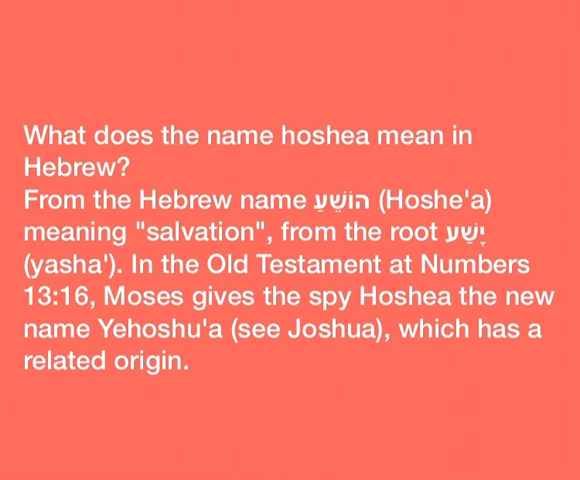 What does the name hoshea mean in
Hebrew?
From the Hebrew name הוֹשֵׁעַ (Hoshe'a)
meaning "salvation", from the root יָשַׁע
(yasha'). In the Old Testament at Numbers
13:16, Moses gives the spy Hoshea the new
name Yehoshu'a (see Joshua), which has a
related origin.